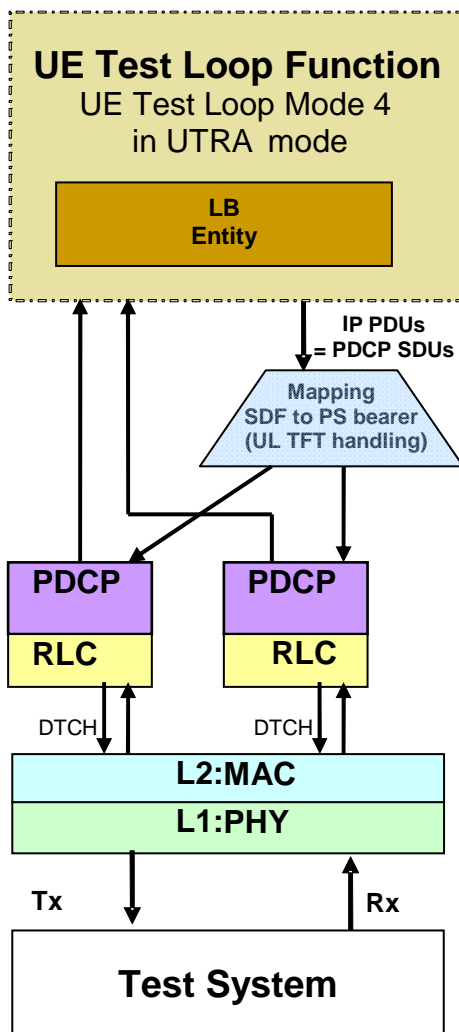 UE Test Loop Function
UE Test Loop Mode 4
in UTRA mode
LB
Entity
IP PDUs
= PDCP SDUs
Mapping
SDF to PS bearer
(UL TFT handling)
PDCP
PDCP
RLC
RLC
DTCH
DTCH
L2:MAC
L1:PHY
Tx
Rx
Test System